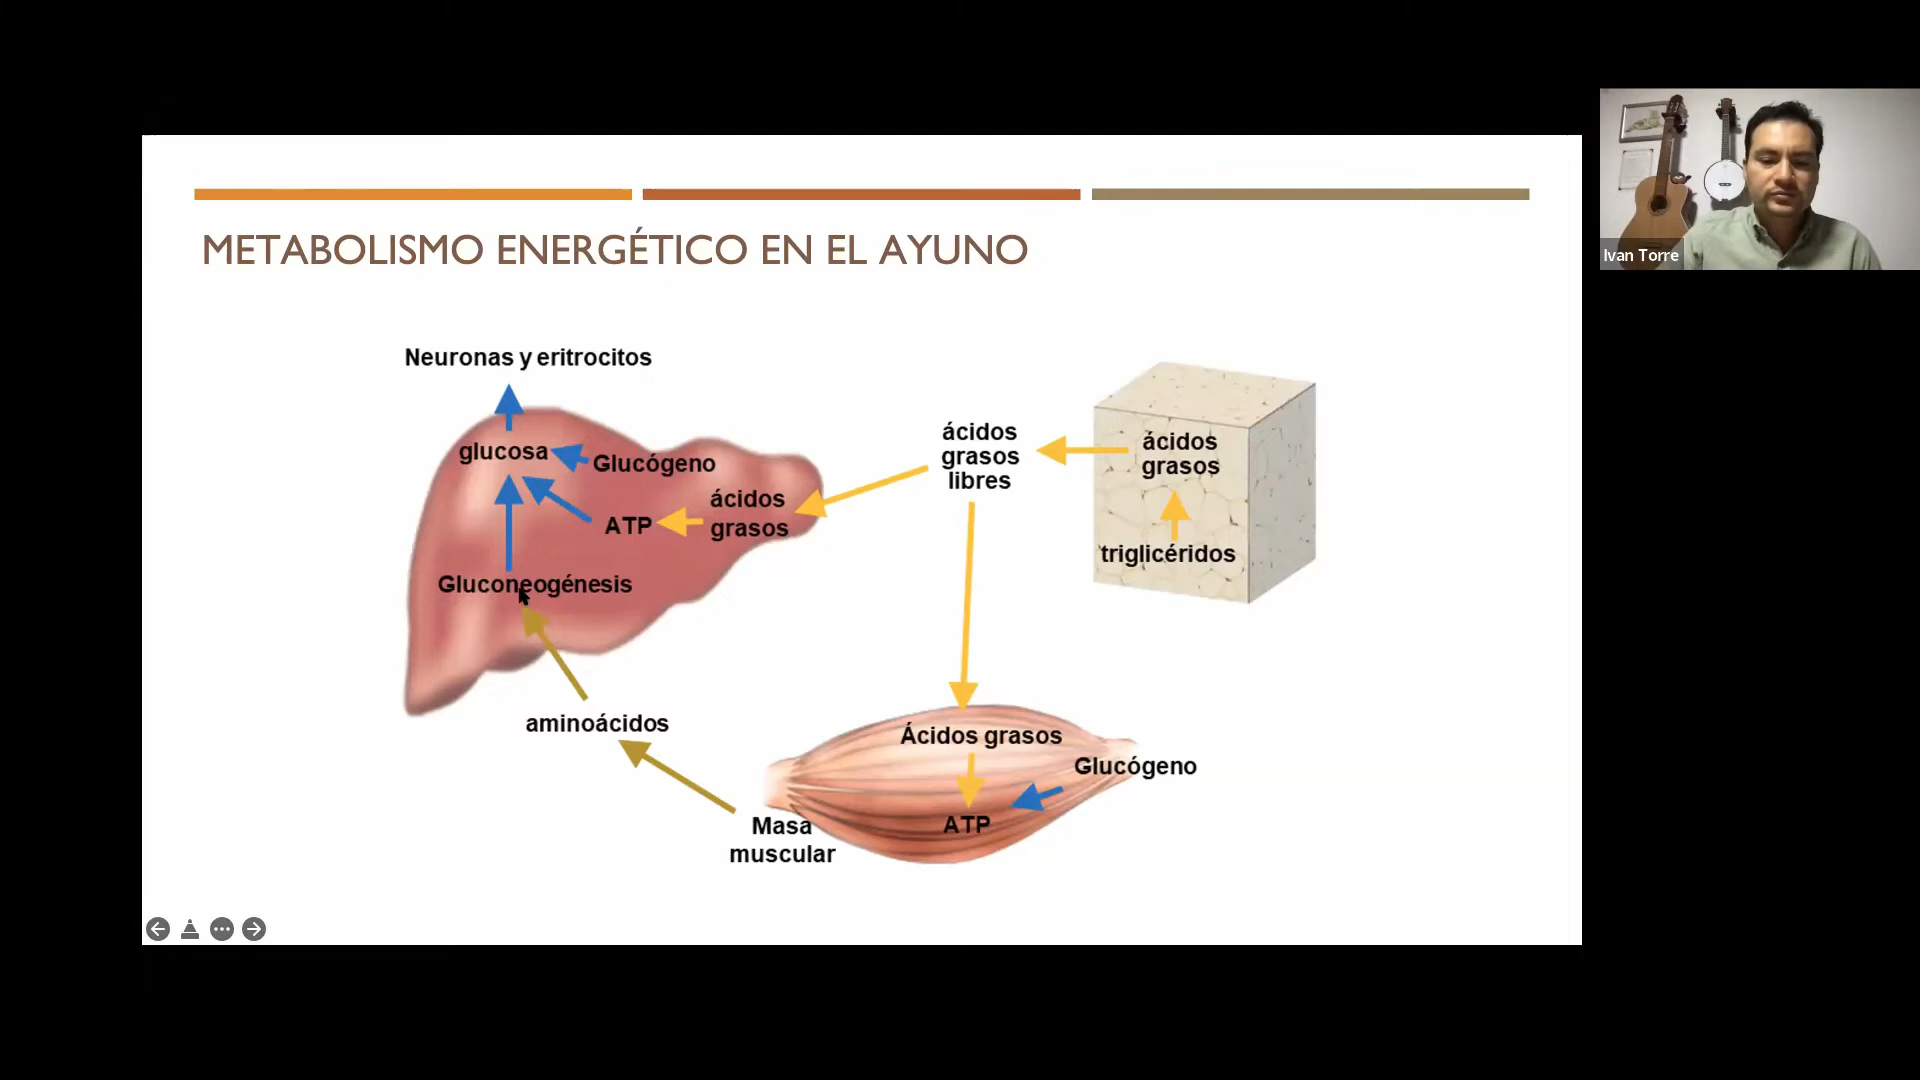 METABOLISMO ENERGÉTICO EN EL AYUNO
Neuronas y eritrocitos
glucosa
Glucógeno
ATP
ácidos
grasos
Gluconeogénesis
aminoácidos
Masa
muscular
ácidos
grasos
libres
ácidos
grasos
triglicéridos
Ácidos grasos
Glucógeno
ATP
Ivan Torre